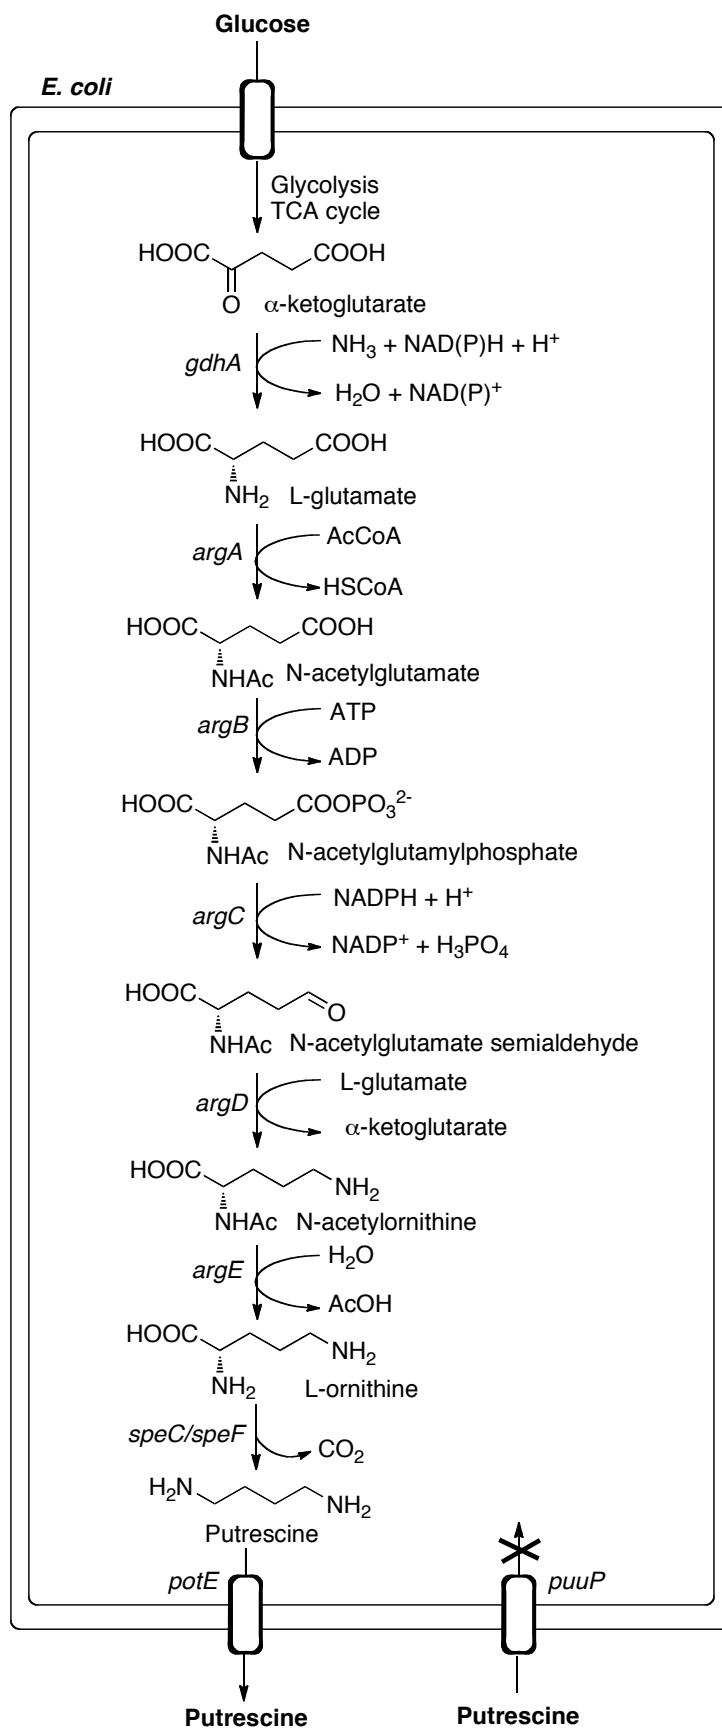 Glucose
E. coli
Glycolysis
TCA cycle
HOOC COOH
O α-ketoglutarate
gdhA
NH₃ + NAD(P)H + H⁺
H₂O + NAD(P)⁺
HOOC COOH
NH₂ L-glutamate
argA
AcCoA
HSCoA
HOOC COOH
NHAc N-acetylglutamate
argB
ATP
ADP
HOOC COOPO₃²⁻
NHAc N-acetylglutamylphosphate
argC
NADPH + H⁺
NADP⁺ + H₃PO₄
HOOC O
NHAc N-acetylglutamate semialdehyde
argD
L-glutamate
α-ketoglutarate
HOOC NH₂
NHAc N-acetylornithine
argE
H₂O
AcOH
HOOC NH₂
NH₂ L-ornithine
speC/speF
CO₂
H₂N NH₂
Putrescine
potE puuP
Putrescine Putrescine